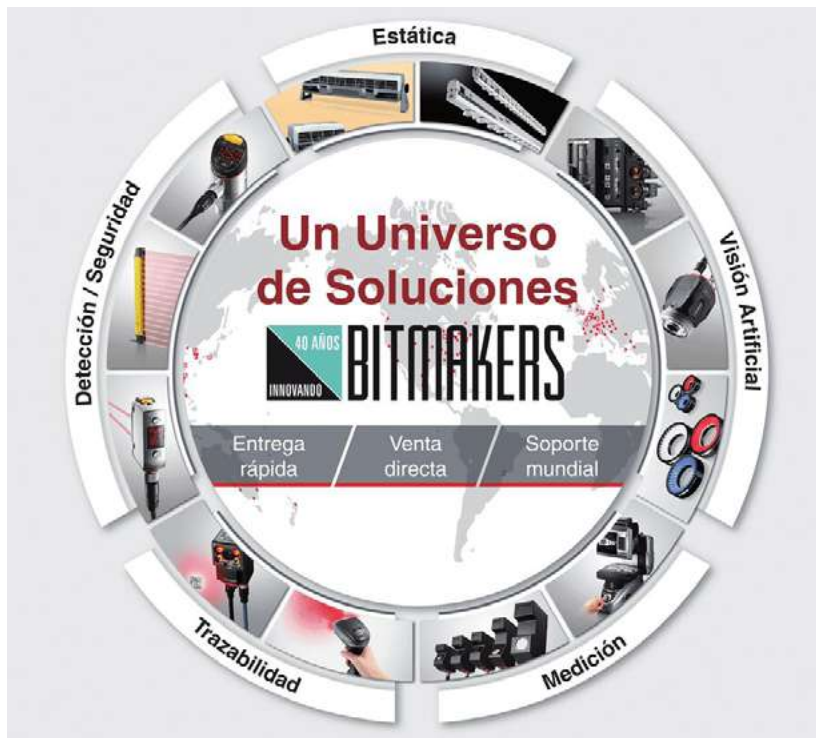 Estática
Detección / Seguridad
Visión Artificial
Un Universo
de Soluciones
40 AÑOS
INNOVANDO
BITMAKERS
Entrega
rápida
Venta
directa
Soporte
mundial
Trazabilidad
Medición